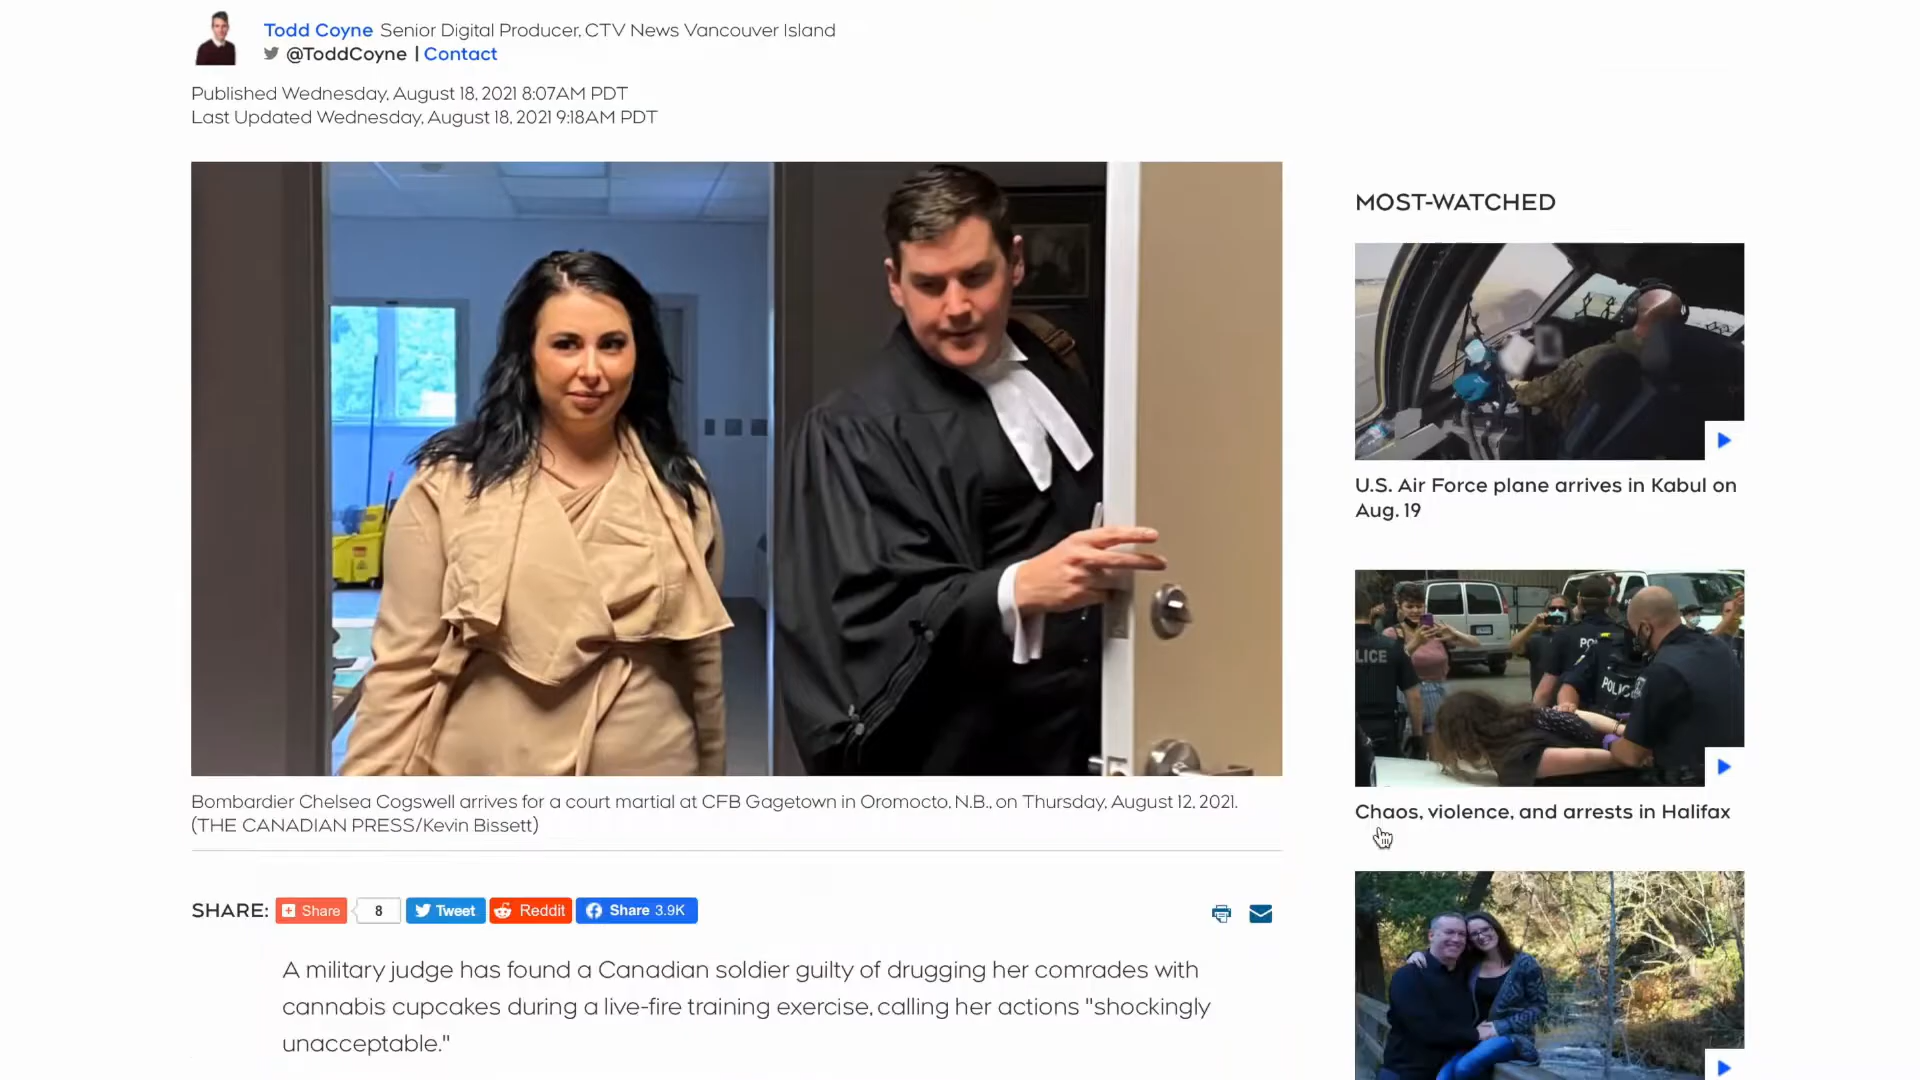 Todd Coyne Senior Digital Producer, CTV News Vancouver Island
@ToddCoyne | Contact
Published Wednesday, August 18, 2021 8:07AM PDT
Last Updated Wednesday, August 18, 2021 9:18AM PDT
Bombardier Chelsea Cogswell arrives for a court martial at CFB Gagetown in Oromocto, N.B., on Thursday, August 12, 2021.
(THE CANADIAN PRESS/Kevin Bissett)
SHARE: Share 8 Tweet Reddit Share 3.9K
A military judge has found a Canadian soldier guilty of drugging her comrades with
cannabis cupcakes during a live-fire training exercise, calling her actions "shockingly
unacceptable."
MOST-WATCHED
U.S. Air Force plane arrives in Kabul on
Aug. 19
LICE
POLIC
Chaos, violence, and arrests in Halifax